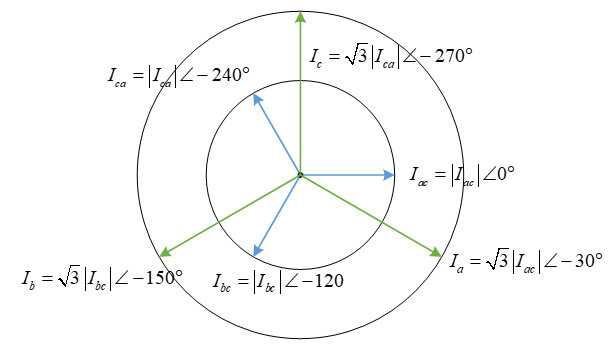 I_c = √3|I_ca|∠−270°
I_ca = |I_ca|∠−240°
I_ac = |I_ac|∠0°
I_a = √3|I_ac|∠−30°
I_b = √3|I_bc|∠−150°
I_bc = |I_bc|∠−120